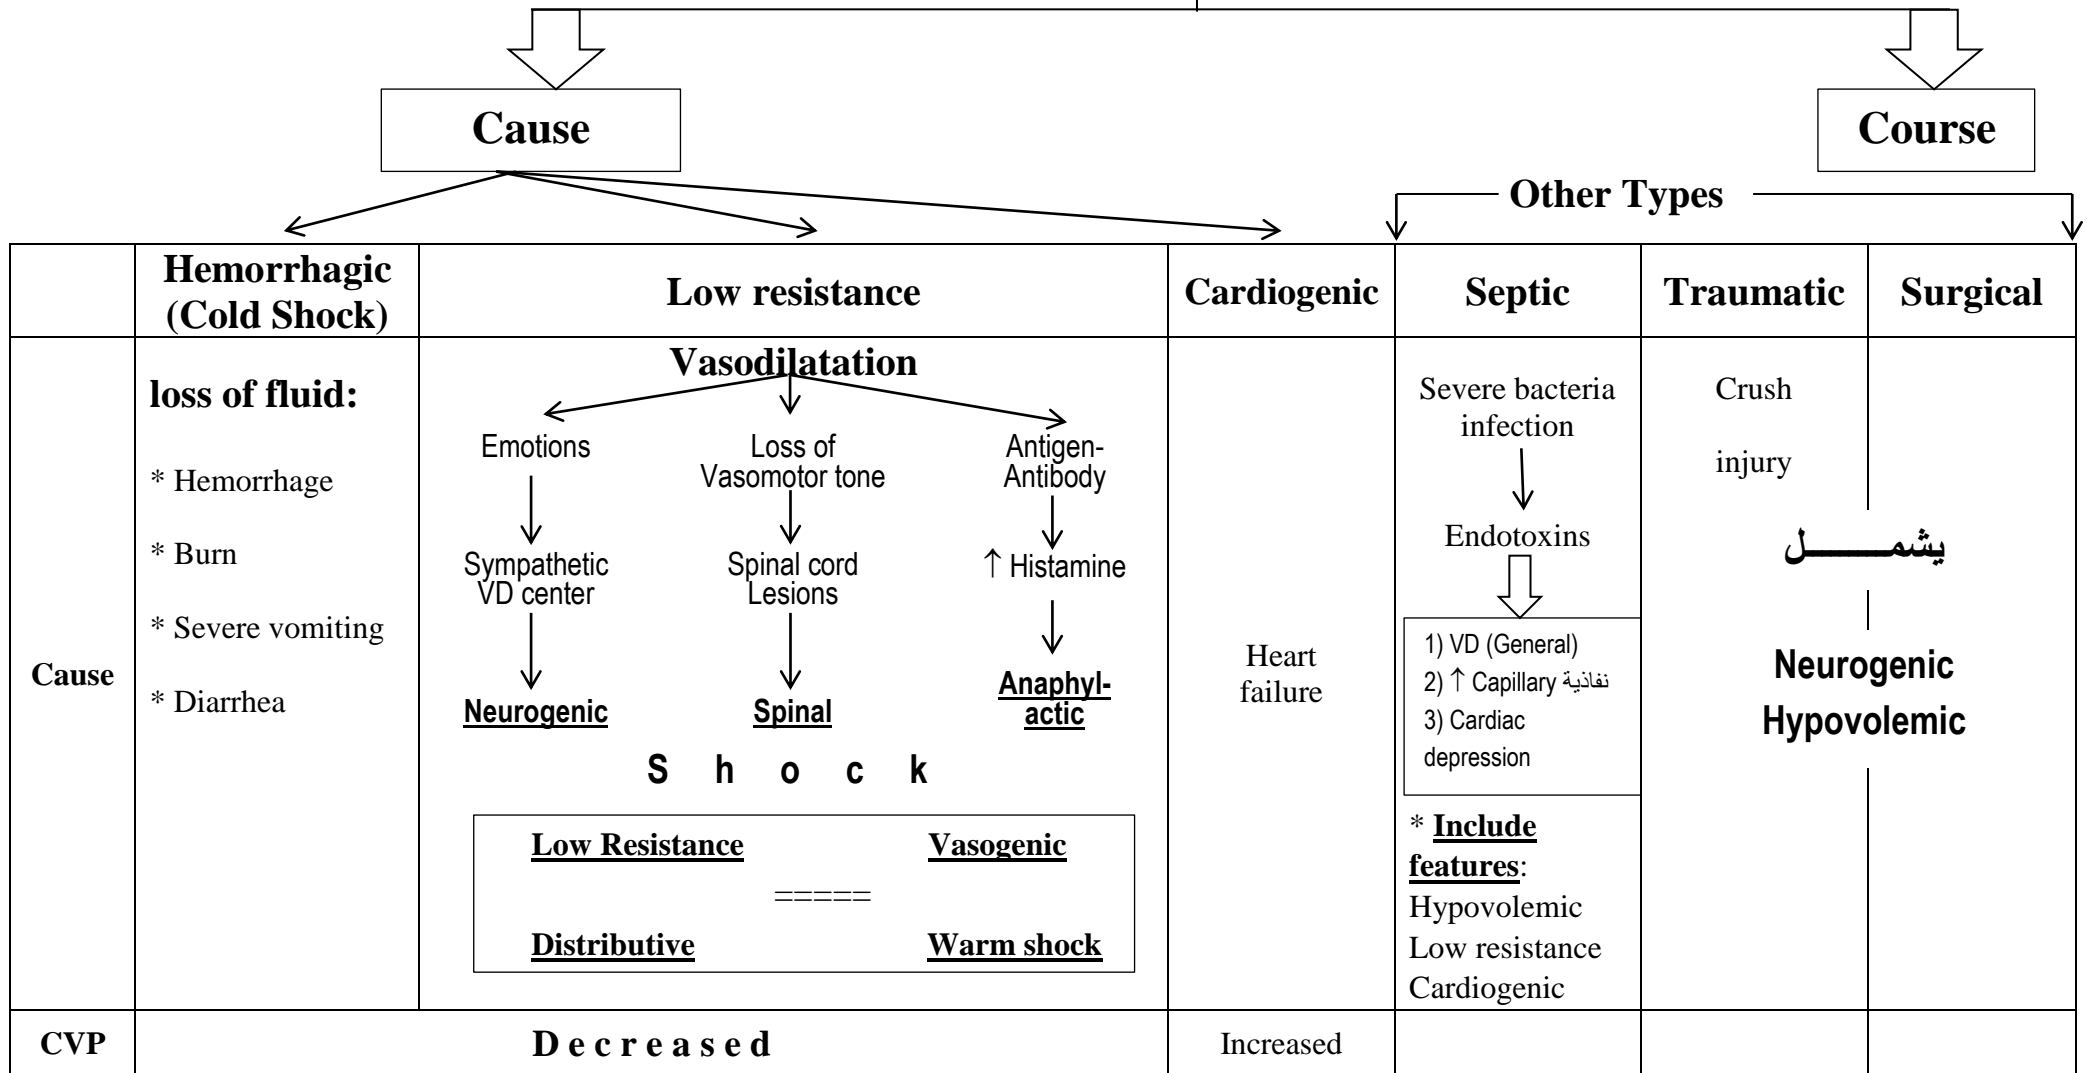 Cause
Course
Other Types
Hemorrhagic
(Cold Shock)
Low resistance
Cardiogenic
Septic
Traumatic
Surgical
Cause
loss of fluid:
* Hemorrhage
* Burn
* Severe vomiting
* Diarrhea
Vasodilatation
Emotions
Sympathetic
VD center
Neurogenic
Loss of
Vasomotor tone
Spinal cord
Lesions
Spinal
Antigen-
Antibody
↑ Histamine
Anaphyl-
actic
S h o c k
Low Resistance
Vasogenic
=====
Distributive
Warm shock
Heart
failure
Severe bacteria
infection
Endotoxins
1) VD (General)
2) ↑ Capillary نفاذية
3) Cardiac
depression
* Include
features:
Hypovolemic
Low resistance
Cardiogenic
Crush
injury
يشمــــــــل
Neurogenic
Hypovolemic
CVP
D e c r e a s e d
Increased